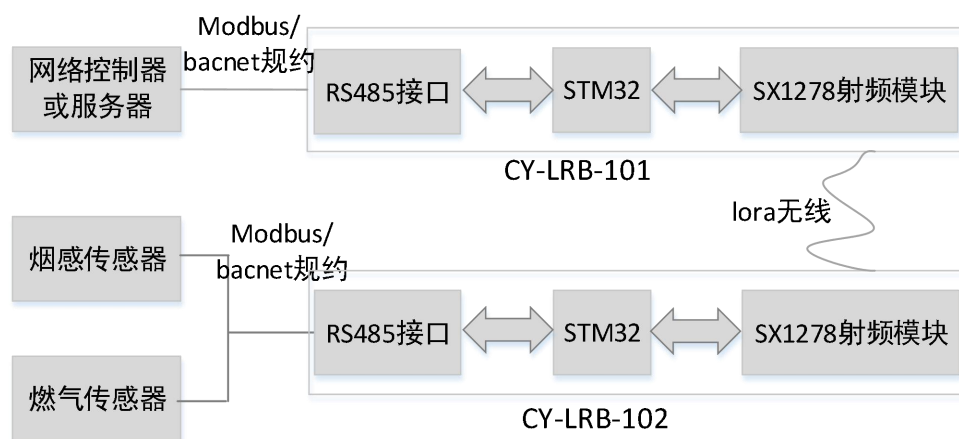 Modbus/
bacnet规约
网络控制器
或服务器
RS485接口
STM32
SX1278射频模块
CY-LRB-101
lora无线
烟感传感器
Modbus/
bacnet规约
RS485接口
STM32
SX1278射频模块
燃气传感器
CY-LRB-102